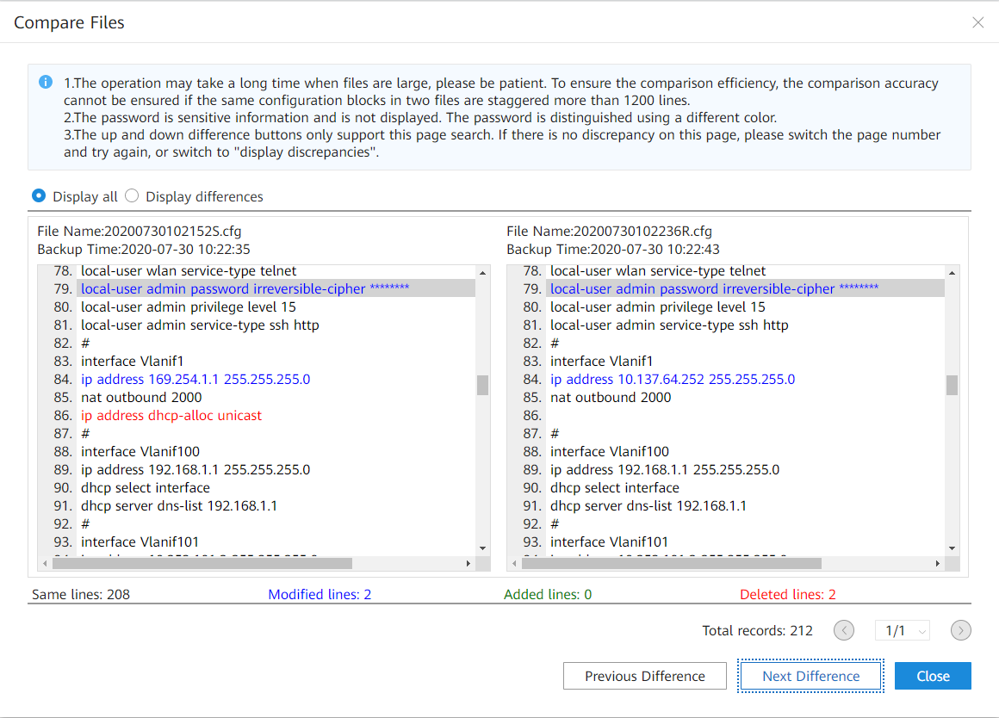 Compare Files
1.The operation may take a long time when files are large, please be patient. To ensure the comparison efficiency, the comparison accuracy
cannot be ensured if the same configuration blocks in two files are staggered more than 1200 lines.
2.The password is sensitive information and is not displayed. The password is distinguished using a different color.
3.The up and down difference buttons only support this page search. If there is no discrepancy on this page, please switch the page number
and try again, or switch to "display discrepancies".
Display all Display differences
File Name:20200730102152S.cfg
Backup Time:2020-07-30 10:22:35
78. local-user wlan service-type telnet
79. local-user admin password irreversible-cipher ********
80. local-user admin privilege level 15
81. local-user admin service-type ssh http
82. #
83. interface Vlanif1
84. ip address 169.254.1.1 255.255.255.0
85. nat outbound 2000
86. ip address dhcp-alloc unicast
87. #
88. interface Vlanif100
89. ip address 192.168.1.1 255.255.255.0
90. dhcp select interface
91. dhcp server dns-list 192.168.1.1
92. #
93. interface Vlanif101
File Name:20200730102236R.cfg
Backup Time:2020-07-30 10:22:43
78. local-user wlan service-type telnet
79. local-user admin password irreversible-cipher ********
80. local-user admin privilege level 15
81. local-user admin service-type ssh http
82. #
83. interface Vlanif1
84. ip address 10.137.64.252 255.255.255.0
85. nat outbound 2000
86.
87. #
88. interface Vlanif100
89. ip address 192.168.1.1 255.255.255.0
90. dhcp select interface
91. dhcp server dns-list 192.168.1.1
92. #
93. interface Vlanif101
Same lines: 208 Modified lines: 2 Added lines: 0 Deleted lines: 2
Total records: 212 1/1
Previous Difference Next Difference Close